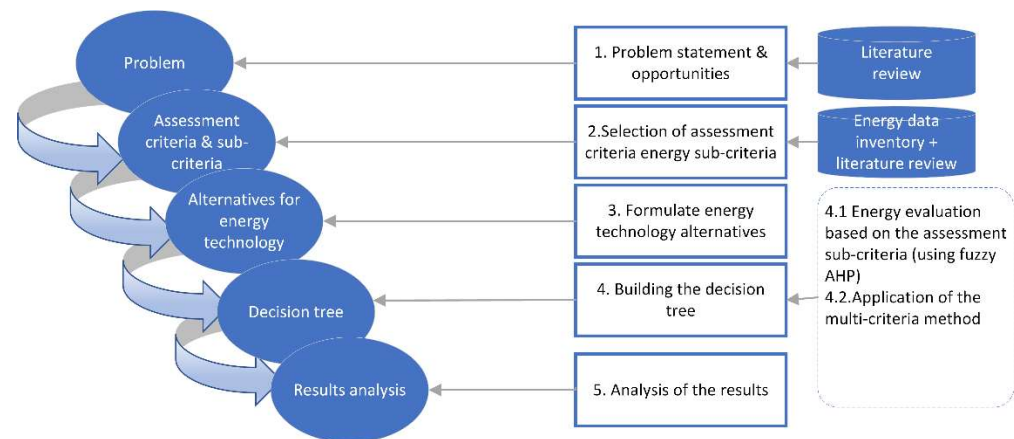 Problem
1. Problem statement &
opportunities
Literature
review
Assessment
criteria & sub-
criteria
2.Selection of assessment
criteria energy sub-criteria
Energy data
inventory +
literature review
Alternatives for
energy
technology
3. Formulate energy
technology alternatives
4.1 Energy evaluation
based on the assessment
sub-criteria (using fuzzy
AHP)
4.2.Application of the
multi-criteria method
Decision tree
4. Building the decision
tree
Results analysis
5. Analysis of the results